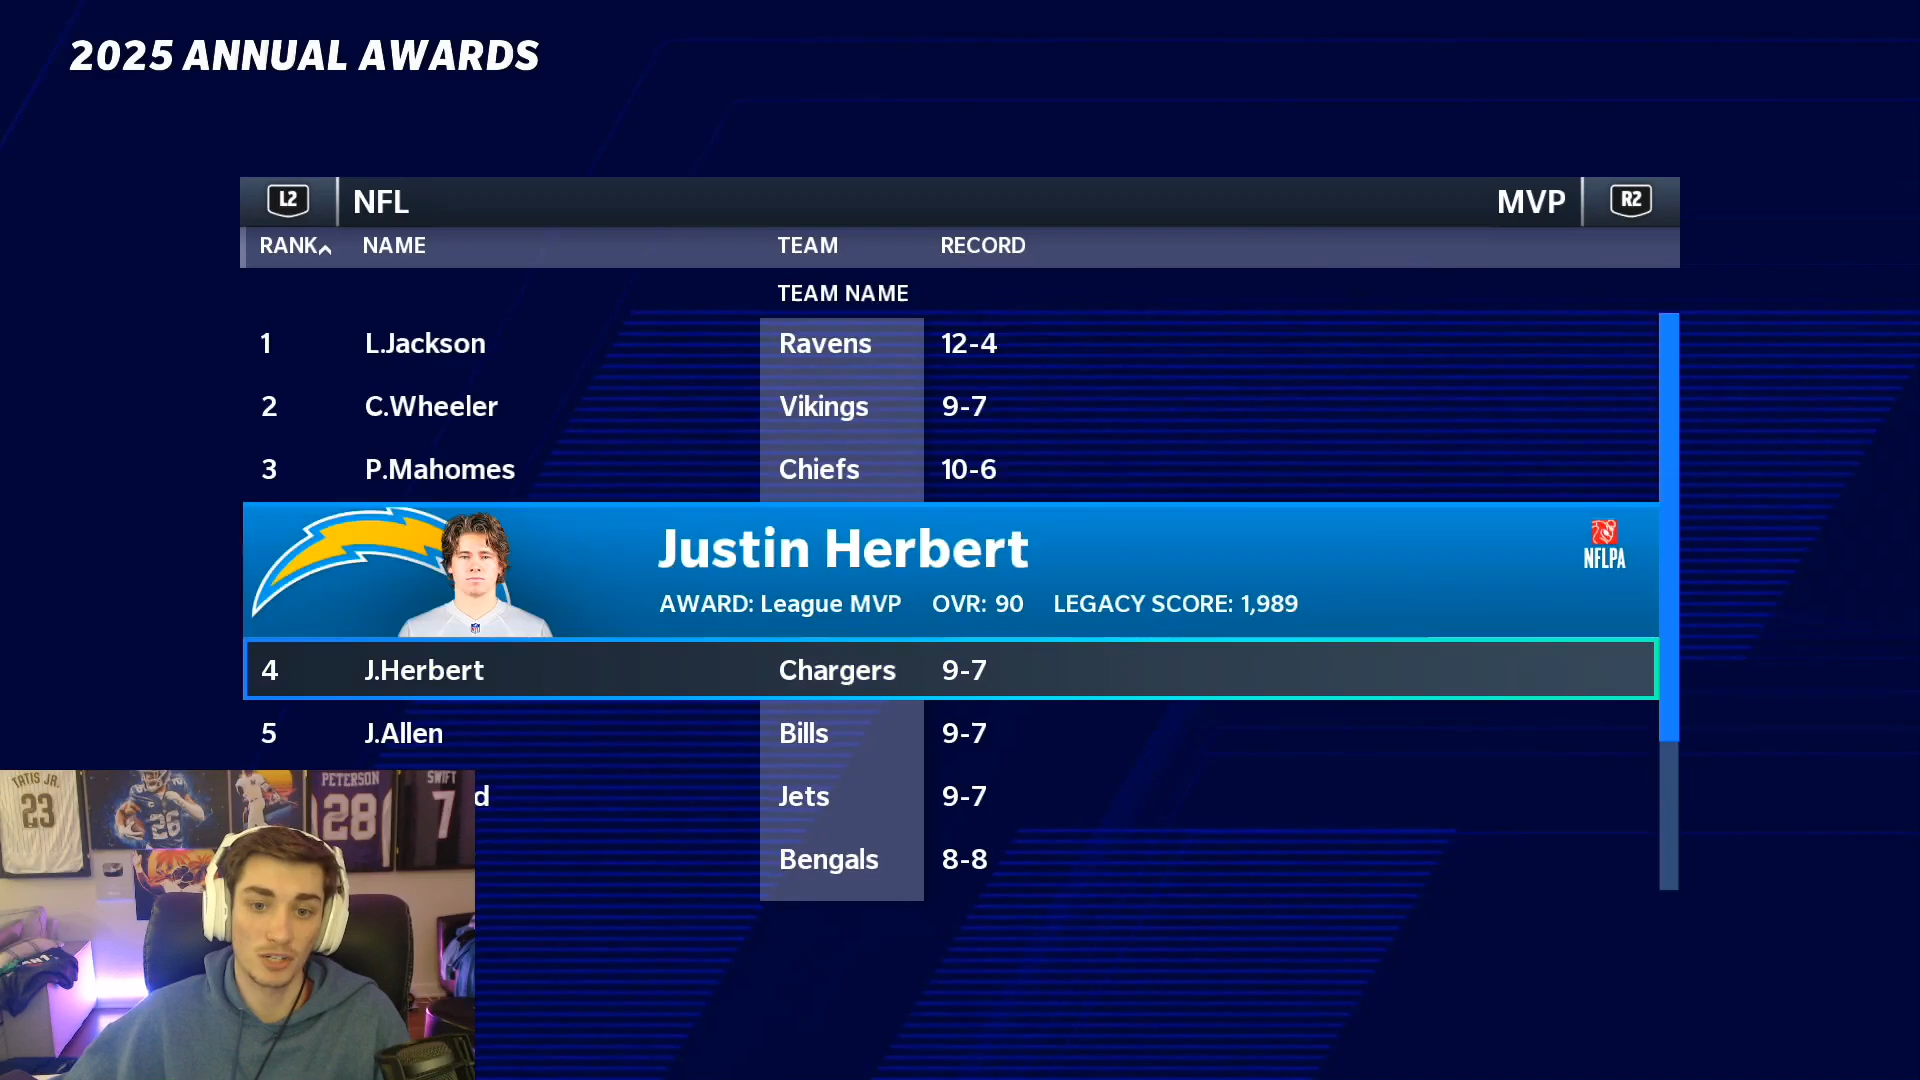 2025 ANNUAL AWARDS
L2 NFL MVP R2
RANK NAME TEAM RECORD
TEAM NAME
1 L.Jackson Ravens 12-4
2 C.Wheeler Vikings 9-7
3 P.Mahomes Chiefs 10-6
Justin Herbert
NFLPA
AWARD: League MVP OVR: 90 LEGACY SCORE: 1,989
4 J.Herbert Chargers 9-7
5 J.Allen Bills 9-7
d Jets 9-7
Bengals 8-8
TATIS JR.
23
26
PETERSON
28
SWIFT
7